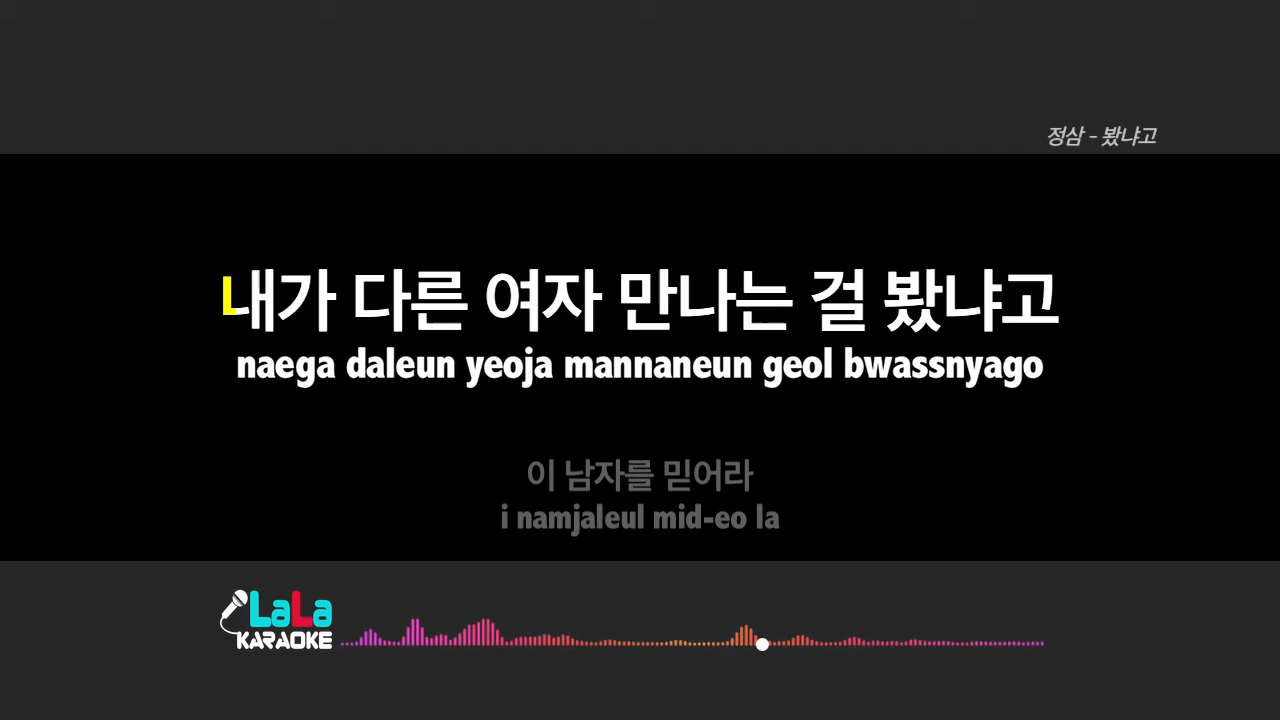 정삼 - 봤냐고
내가 다른 여자 만나는 걸 봤냐고
naega daleun yeoja mannaneun geol bwassnyago
이 남자를 믿어라
i namjaleul mid-eo la
LaLa
KARAOKE